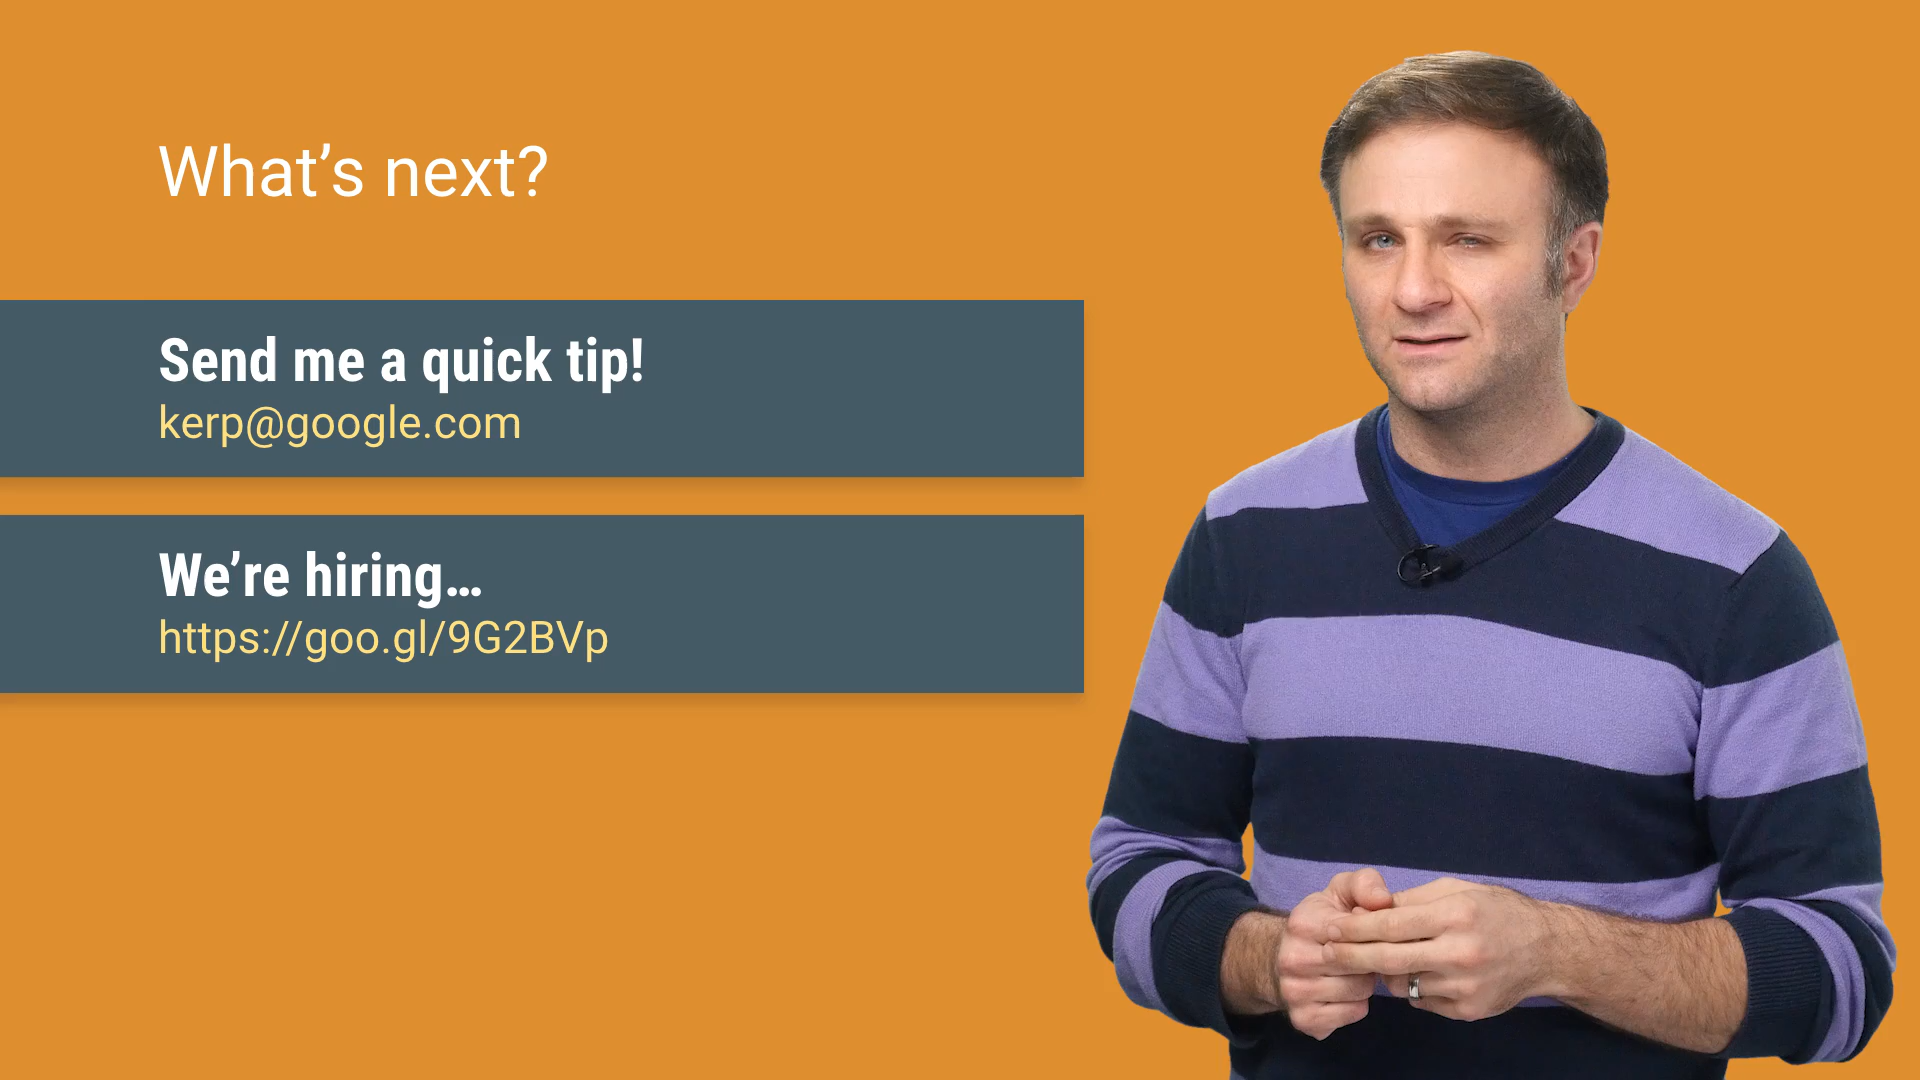 What’s next?
Send me a quick tip!
kerp@google.com
We’re hiring…
https://goo.gl/9G2BVp